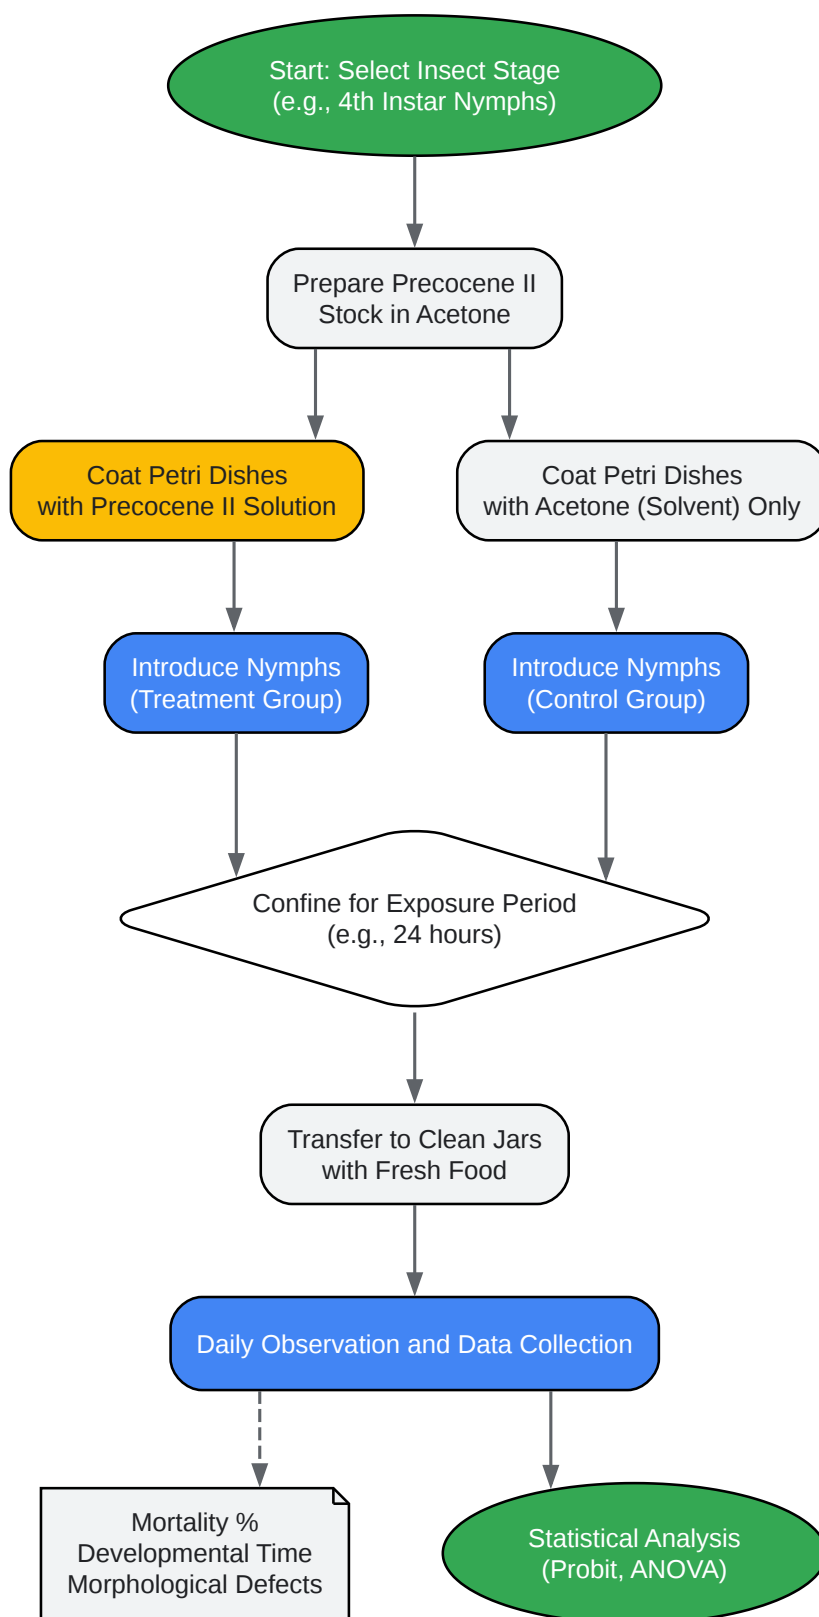 Start: Select Insect Stage
(e.g., 4th Instar Nymphs)
Prepare Precocene II
Stock in Acetone
Coat Petri Dishes
with Precocene II Solution
Coat Petri Dishes
with Acetone (Solvent) Only
Introduce Nymphs
(Treatment Group)
Introduce Nymphs
(Control Group)
Confine for Exposure Period
(e.g., 24 hours)
Transfer to Clean Jars
with Fresh Food
Daily Observation and Data Collection
Mortality %
Developmental Time
Morphological Defects
Statistical Analysis
(Probit, ANOVA)